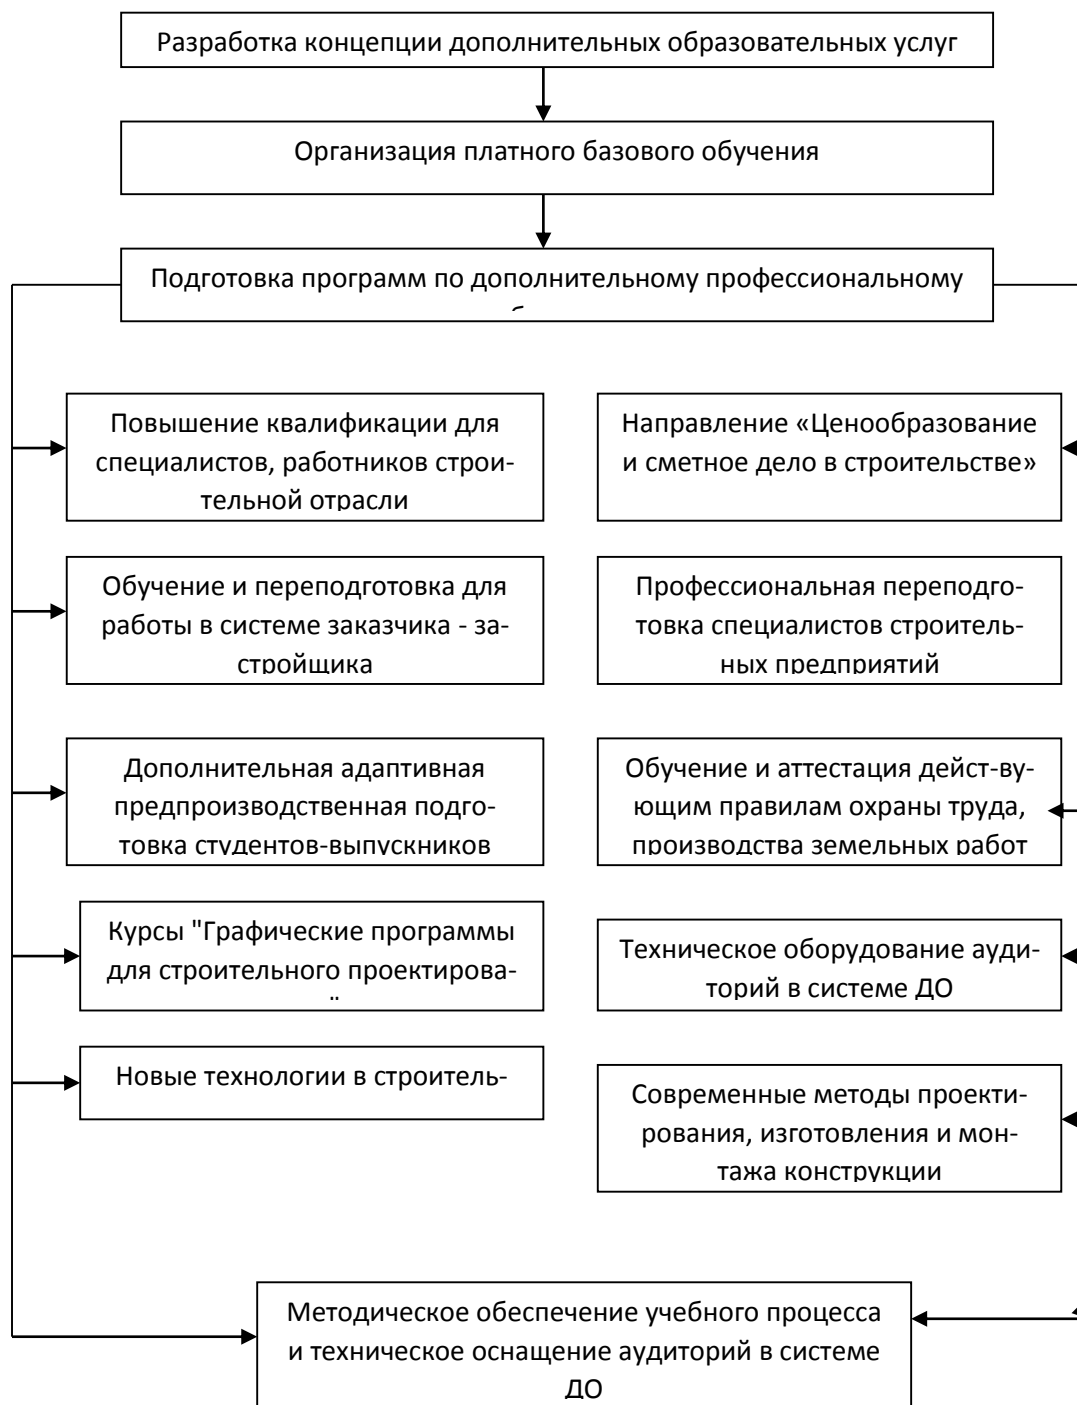 Разработка концепции дополнительных образовательных услуг
Организация платного базового обучения
Подготовка программ по дополнительному профессиональному
Повышение квалификации для
специалистов, работников строи-
тельной отрасли
Направление «Ценообразование
и сметное дело в строительстве»
Обучение и переподготовка для
работы в системе заказчика - за-
стройщика
Профессиональная переподго-
товка специалистов строитель-
ных предприятий
Дополнительная адаптивная
предпроизводственная подго-
товка студентов-выпускников
Обучение и аттестация дейст-ву-
ющим правилам охраны труда,
производства земельных работ
Курсы "Графические программы
для строительного проектирова-
Техническое оборудование ауди-
торий в системе ДО
Новые технологии в строитель-
Современные методы проекти-
рования, изготовления и мон-
тажа конструкции
Методическое обеспечение учебного процесса
и техническое оснащение аудиторий в системе
ДО